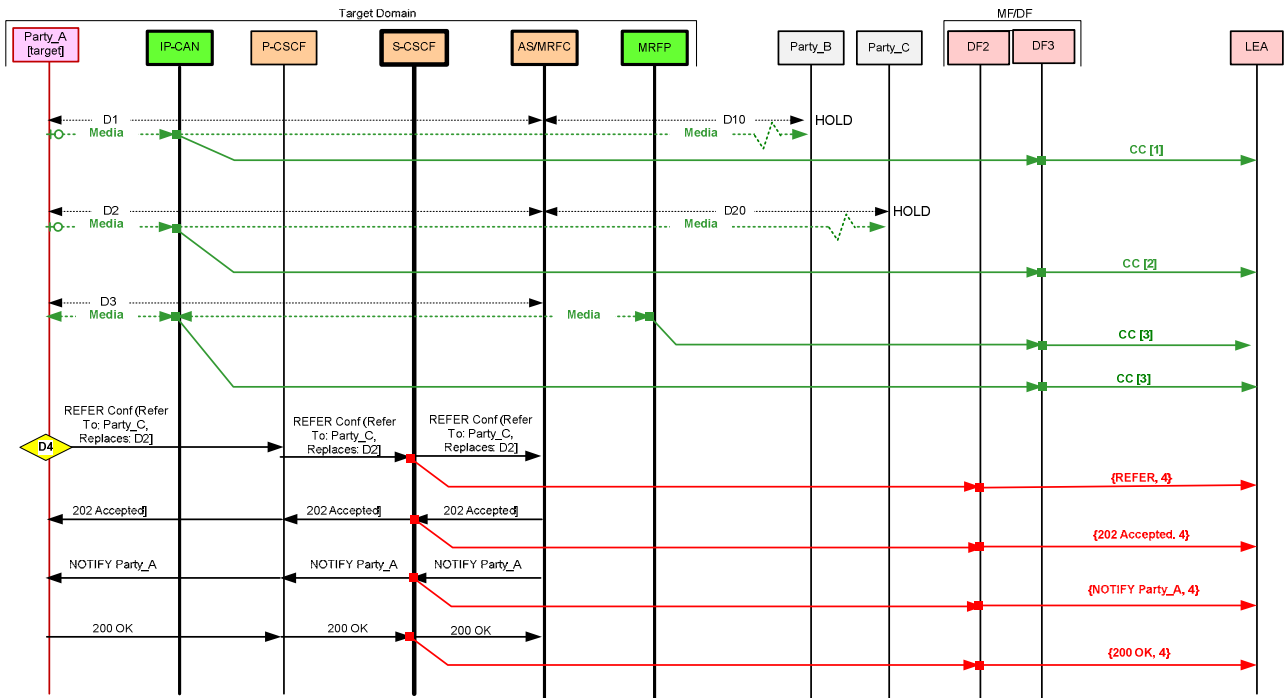 Target Domain
MF/DF
Party_A
[target]
IP-CAN
P-CSCF
S-CSCF
AS/MRFC
MRFP
Party_B
Party_C
DF2
DF3
LEA
D1
D10
HOLD
Media
Media
CC [1]
D2
D20
HOLD
Media
Media
CC [2]
D3
Media
Media
CC [3]
CC [3]
REFER Conf (Refer
To: Party_C,
Replaces: D2]
REFER Conf (Refer
To: Party_C,
Replaces: D2]
REFER Conf (Refer
To: Party_C,
Replaces: D2]
D4
{REFER, 4}
202 Accepted]
202 Accepted]
202 Accepted]
{202 Accepted, 4}
NOTIFY Party_A
NOTIFY Party_A
NOTIFY Party_A
{NOTIFY Party_A, 4}
200 OK
200 OK
200 OK
{200 OK, 4}